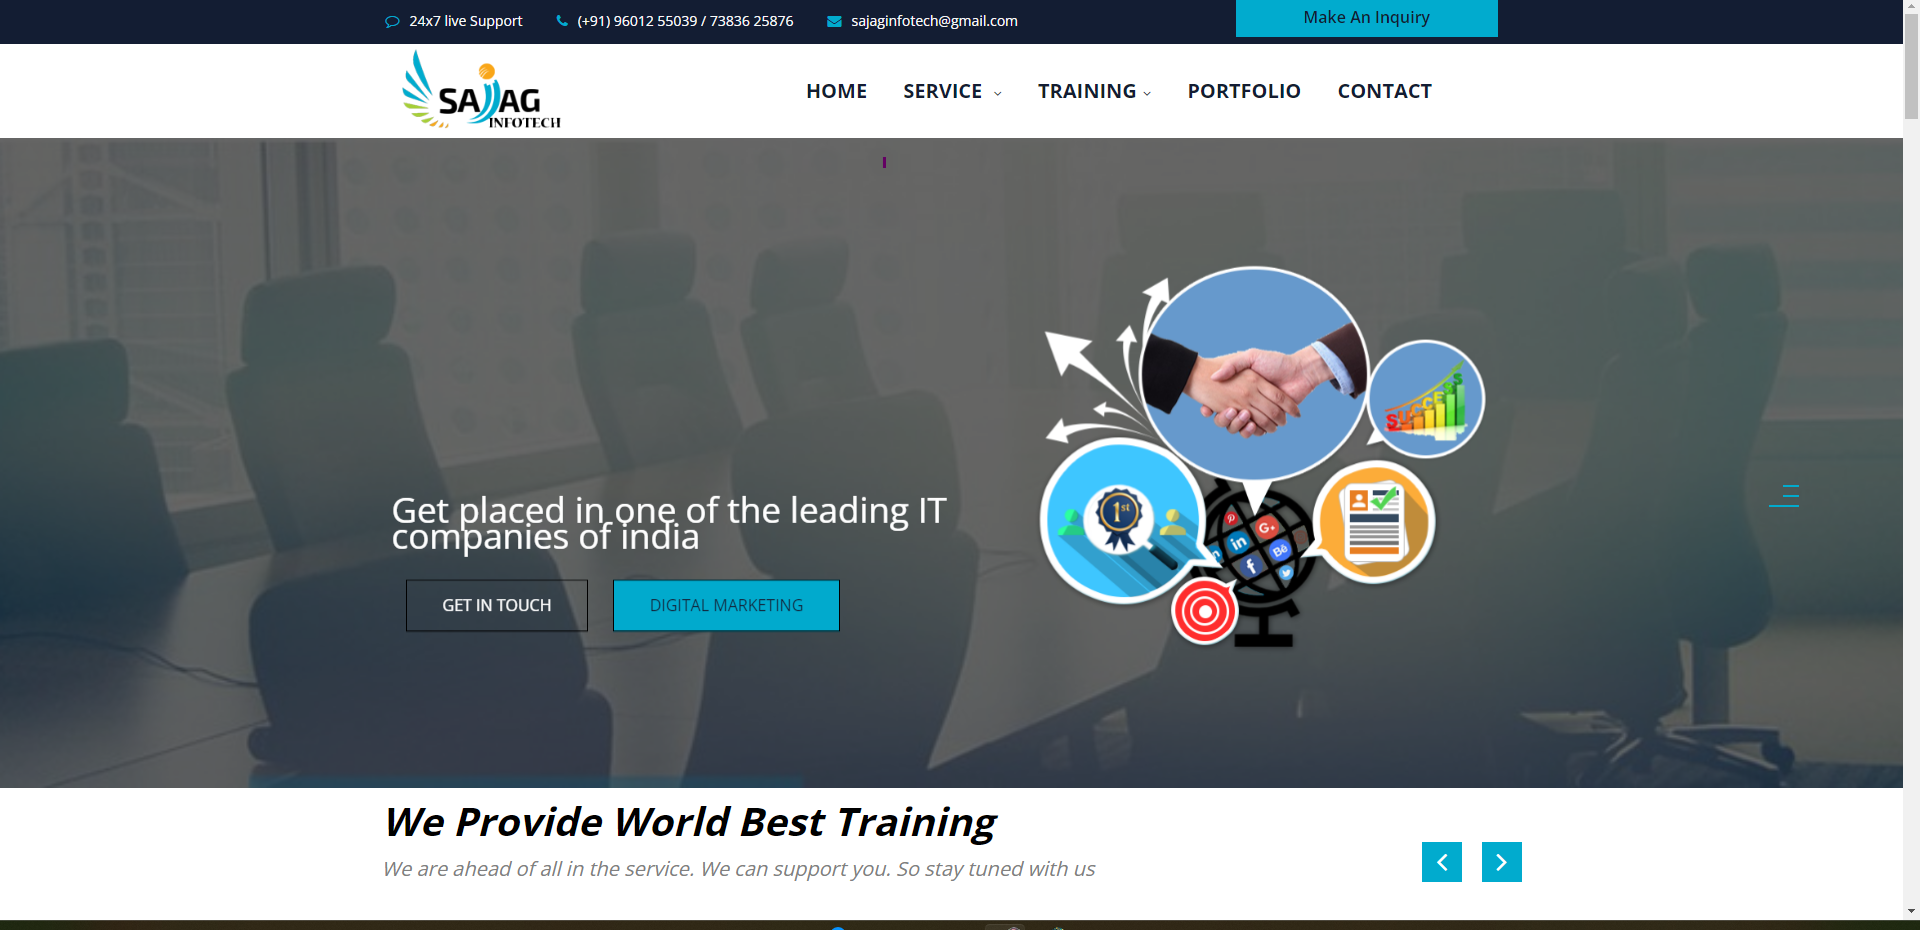 24x7 live Support
(+91) 96012 55039 / 73836 25876
sajaginfotech@gmail.com
Make An Inquiry
SAJAG
INFOTECH
HOME
SERVICE
TRAINING
PORTFOLIO
CONTACT
SUCCESS
1st
in
f
Bē
G+
Get placed in one of the leading IT
companies of india
GET IN TOUCH
DIGITAL MARKETING
We Provide World Best Training
We are ahead of all in the service. We can support you. So stay tuned with us